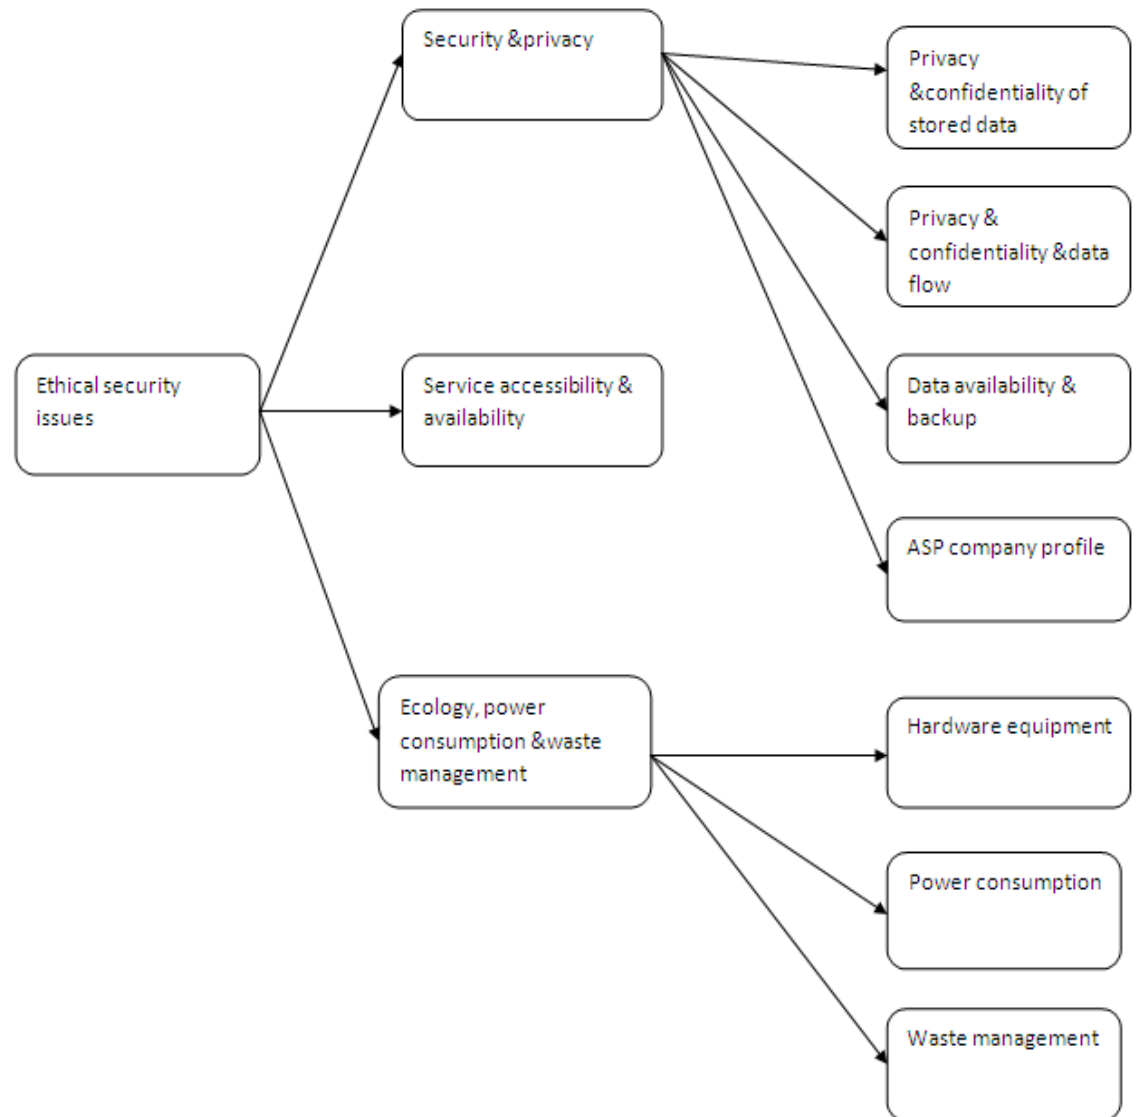 Security &privacy
Privacy
&confidentiality of
stored data
Privacy &
confidentiality &data
flow
Ethical security
issues
Service accessibility &
availability
Data availability &
backup
ASP company profile
Ecology, power
consumption &waste
management
Hardware equipment
Power consumption
Waste management